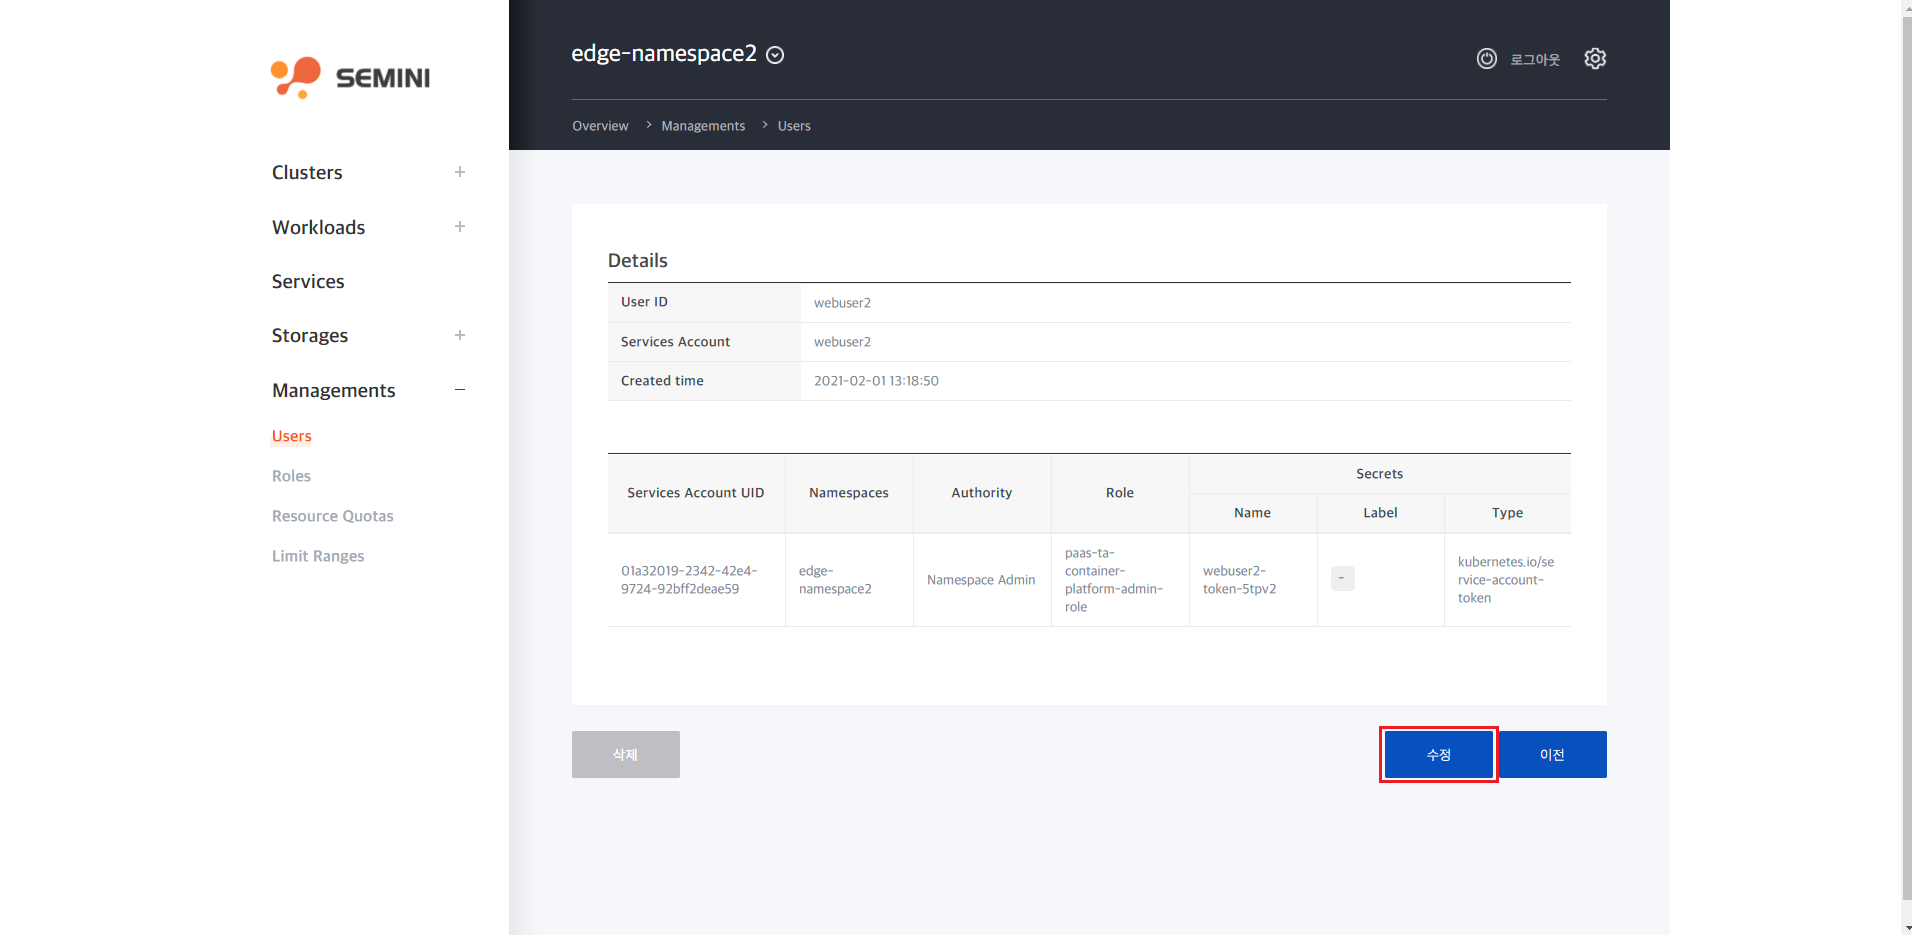 SEMINI
edge-namespace2
로그아웃
Overview > Managements > Users
Clusters +
Workloads +
Services
Storages +
Managements −
Users
Roles
Resource Quotas
Limit Ranges
Details
User ID webuser2
Services Account webuser2
Created time 2021-02-01 13:18:50
Services Account UID Namespaces Authority Role Secrets
Name Label Type
01a32019-2342-42e4-
9724-92bff2deae59
edge-
namespace2
Namespace Admin
paas-ta-
container-
platform-admin-
role
webuser2-
token-5tpv2
-
kubernetes.io/se
rvice-account-
token
삭제 수정 이전